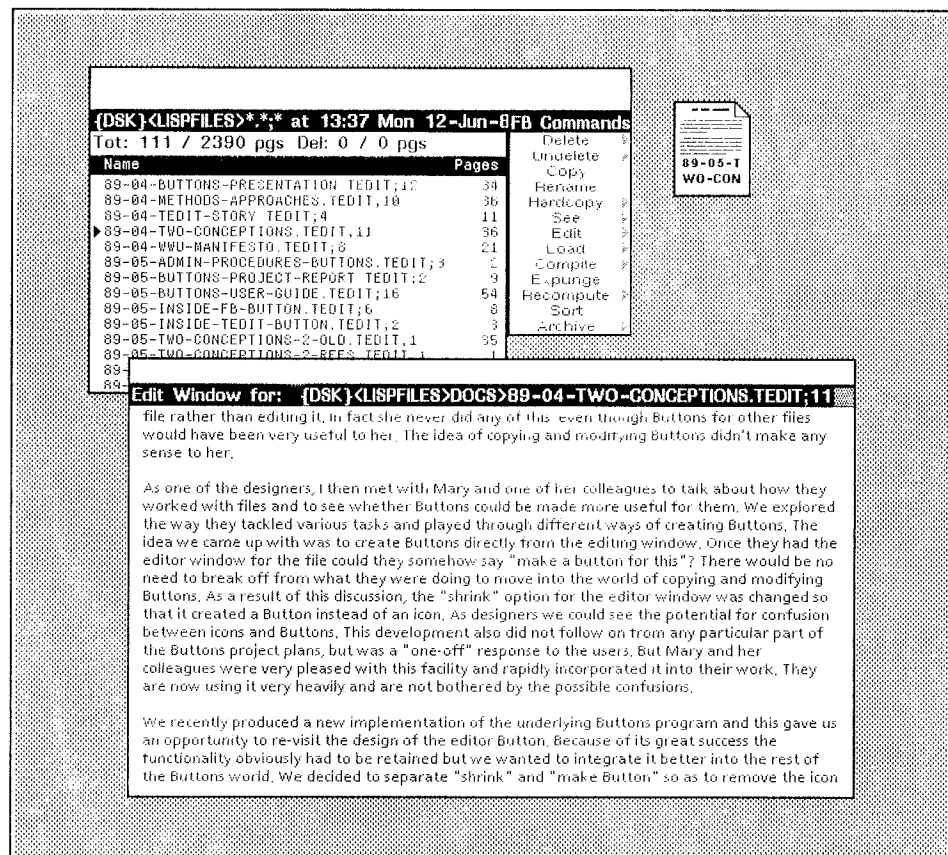 {DSK}<LISPFILES>*.*;* at 13:37 Mon 12-Jun-8
Tot: 111 / 2390 pgs Del: 0 / 0 pgs
Name Pages
89-04-BUTTONS-PRESENTATION.TEDIT;12 34
89-04-METHODS-APPROACHES.TEDIT;10 36
89-04-TEDIT-STORY.TEDIT;4 11
89-04-TWO-CONCEPTIONS.TEDIT;11 36
89-04-WWU-MANIFESTO.TEDIT;8 21
89-05-ADMIN-PROCEDURES-BUTTONS.TEDIT;3
89-05-BUTTONS-PROJECT-REPORT.TEDIT;2 9
89-05-BUTTONS-USER-GUIDE.TEDIT;16 54
89-05-INSIDE-FB-BUTTON.TEDIT;6 8
89-05-INSIDE-TEDIT-BUTTON.TEDIT;2 3
89-05-TWO-CONCEPTIONS-2-OLD.TEDIT;1 35
89-05-TWO-CONCEPTIONS-2-REFS.TEDIT;1 1
89-
89-
FB Commands
Delete
Undelete
Copy
Rename
Hardcopy
See
Edit
Load
Compile
Expunge
Recompute
Sort
Archive
89-05-T
WO-CON
Edit Window for: {DSK}<LISPFILES>DOCS>89-04-TWO-CONCEPTIONS.TEDIT;11
file rather than editing it. In fact she never did any of this even though Buttons for other files
would have been very useful to her. The idea of copying and modifying Buttons didn't make any
sense to her.
As one of the designers, I then met with Mary and one of her colleagues to talk about how they
worked with files and to see whether Buttons could be made more useful for them. We explored
the way they tackled various tasks and played through different ways of creating Buttons. The
idea we came up with was to create Buttons directly from the editing window. Once they had the
editor window for the file could they somehow say "make a button for this"? There would be no
need to break off from what they were doing to move into the world of copying and modifying
Buttons. As a result of this discussion, the "shrink" option for the editor window was changed so
that it created a Button instead of an icon. As designers we could see the potential for confusion
between icons and Buttons. This development also did not follow on from any particular part of
the Buttons project plans, but was a "one-off" response to the users. But Mary and her
colleagues were very pleased with this facility and rapidly incorporated it into their work. They
are now using it very heavily and are not bothered by the possible confusions.
We recently produced a new implementation of the underlying Buttons program and this gave us
an opportunity to re-visit the design of the editor Button. Because of its great success the
functionality obviously had to be retained but we wanted to integrate it better into the rest of
the Buttons world. We decided to separate "shrink" and "make Button" so as to remove the icon